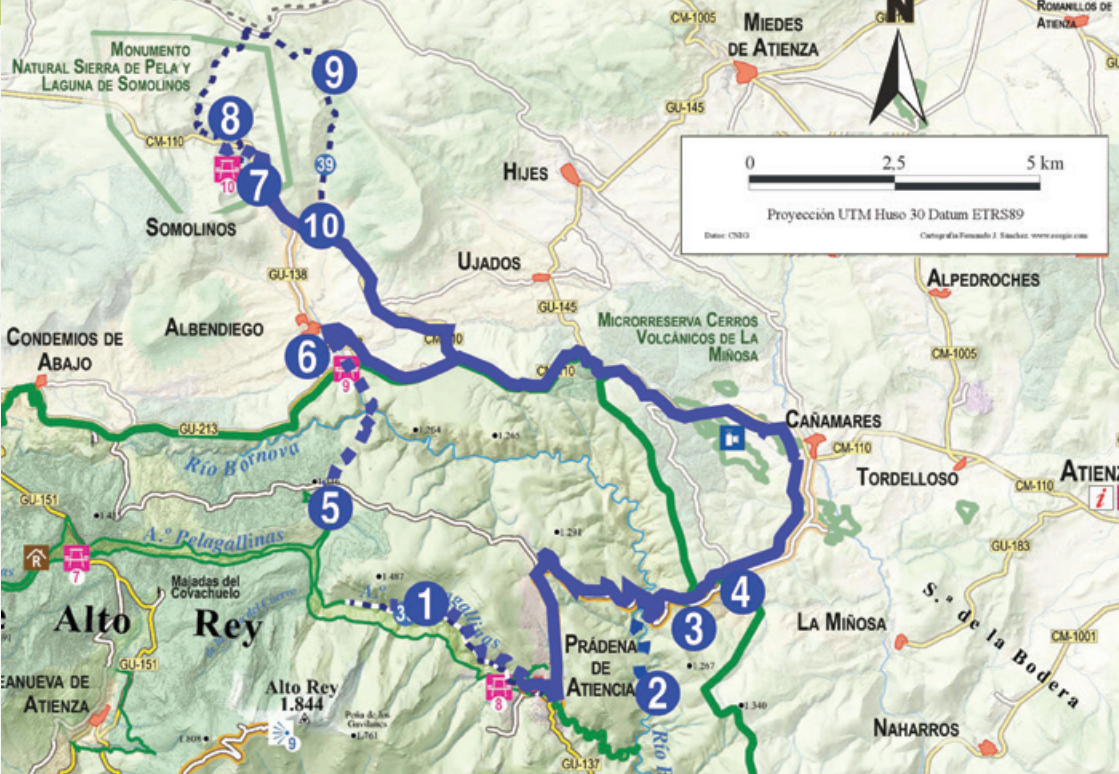 CM-1005
ROMANILLOS DE
ATIENZA
N
MIEDES
DE ATIENZA
MONUMENTO
NATURAL SIERRA DE PELA Y
LAGUNA DE SOMOLINOS
9
GU-145
8
CM-110
39
10
7
HIJES
0 2,5 5 km
Proyección UTM Huso 30 Datum ETRS89
Datos: CNIG
Cartografía Fernando J. Sánchez. www.esegio.com
SOMOLINOS
10
GU-138
UJADOS
ALPEDROCHES
GU-145
MICRORRESERVA CERROS
VOLCÁNICOS DE LA
MIÑOSA
ALBENDIEGO
CONDEMIOS DE
ABAJO
6
9
CM-1005
CAÑAMARES
GU-213
1.264
1.265
CM-110
Río Bornova
TORDELLOSO
ATIENZ
i
CM-110
GU-151
5
A.º Pelagallinas
1.291
GU-183
R
7
Majadas del
Covachuelo
1.487
1
4
3
Alto Rey
LA MIÑOSA
S.ª de la Bodera
CM-1001
PRÁDENA
DE
ATIENCIA
1.267
GU-151
2
EANUEVA DE
ATIENZA
Alto Rey
1.844
8
1.340
Peña de los
Gavilanes
1.761
1.808
9
NAHARROS
Río
GU-137